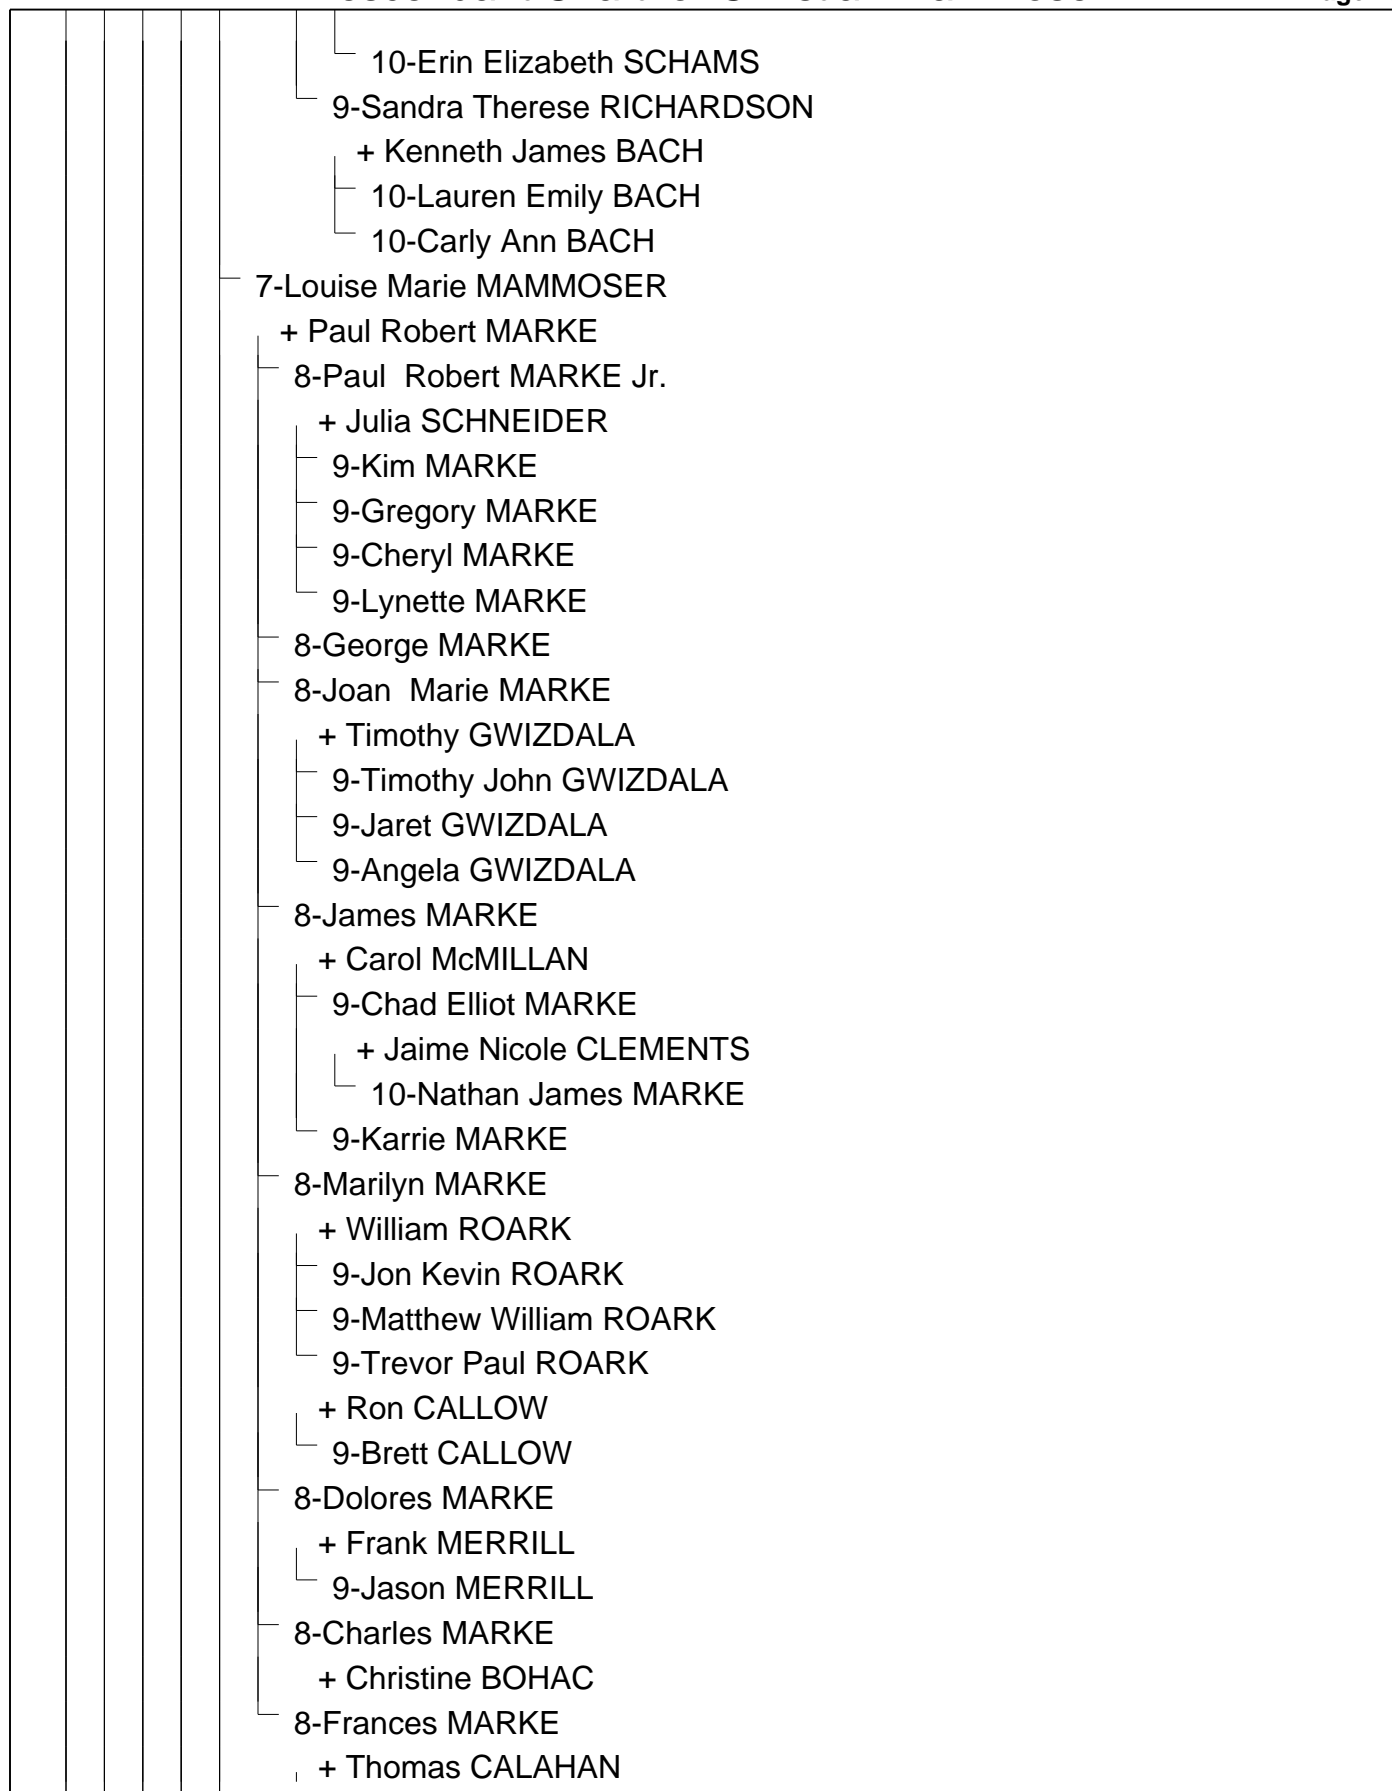 10-Erin Elizabeth SCHAMS
9-Sandra Therese RICHARDSON
+ Kenneth James BACH
10-Lauren Emily BACH
10-Carly Ann BACH
7-Louise Marie MAMMOSER
+ Paul Robert MARKE
8-Paul  Robert MARKE Jr.
+ Julia SCHNEIDER
9-Kim MARKE
9-Gregory MARKE
9-Cheryl MARKE
9-Lynette MARKE
8-George MARKE
8-Joan  Marie MARKE
+ Timothy GWIZDALA
9-Timothy John GWIZDALA
9-Jaret GWIZDALA
9-Angela GWIZDALA
8-James MARKE
+ Carol McMILLAN
9-Chad Elliot MARKE
+ Jaime Nicole CLEMENTS
10-Nathan James MARKE
9-Karrie MARKE
8-Marilyn MARKE
+ William ROARK
9-Jon Kevin ROARK
9-Matthew William ROARK
9-Trevor Paul ROARK
+ Ron CALLOW
9-Brett CALLOW
8-Dolores MARKE
+ Frank MERRILL
9-Jason MERRILL
8-Charles MARKE
+ Christine BOHAC
8-Frances MARKE
+ Thomas CALAHAN